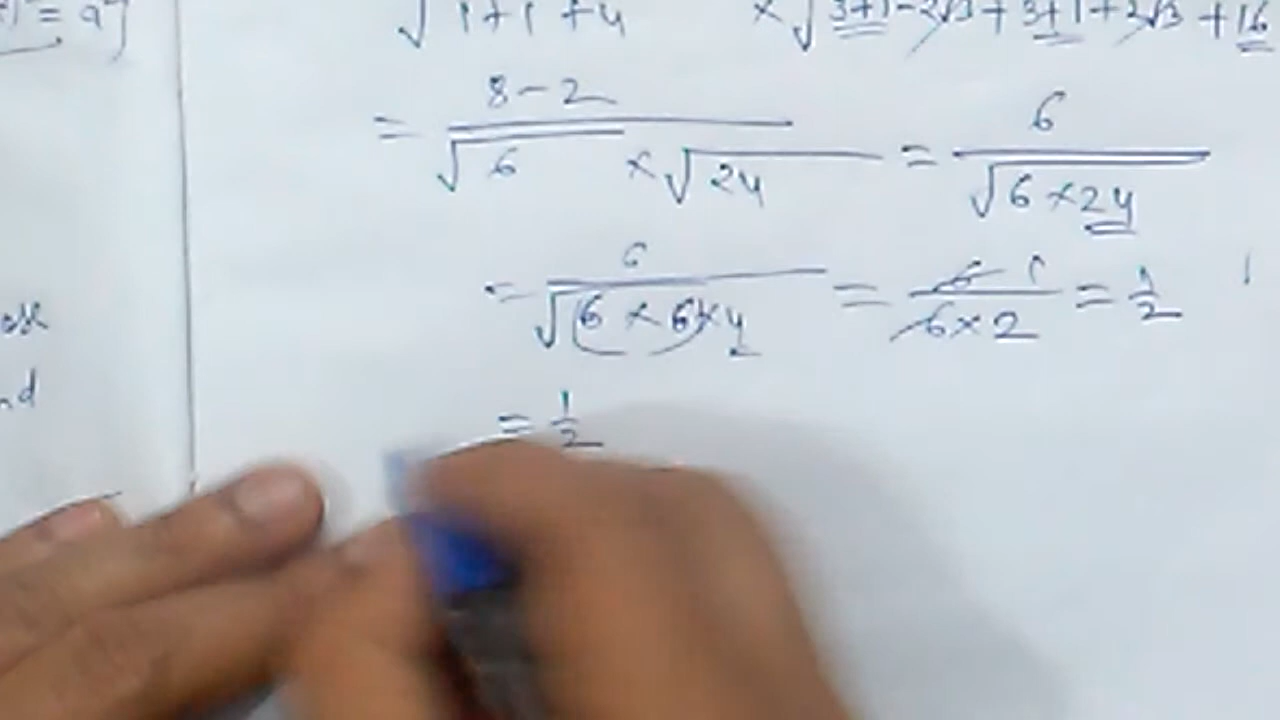 √1+1+4 × √3+1-2√3+3+1+2√3+16
= 8-2 / √6 × √24 = 6 / √6×24
= 6 / √(6×6)×4 = 6 1 / 6×2 = 1/2
= 1/2